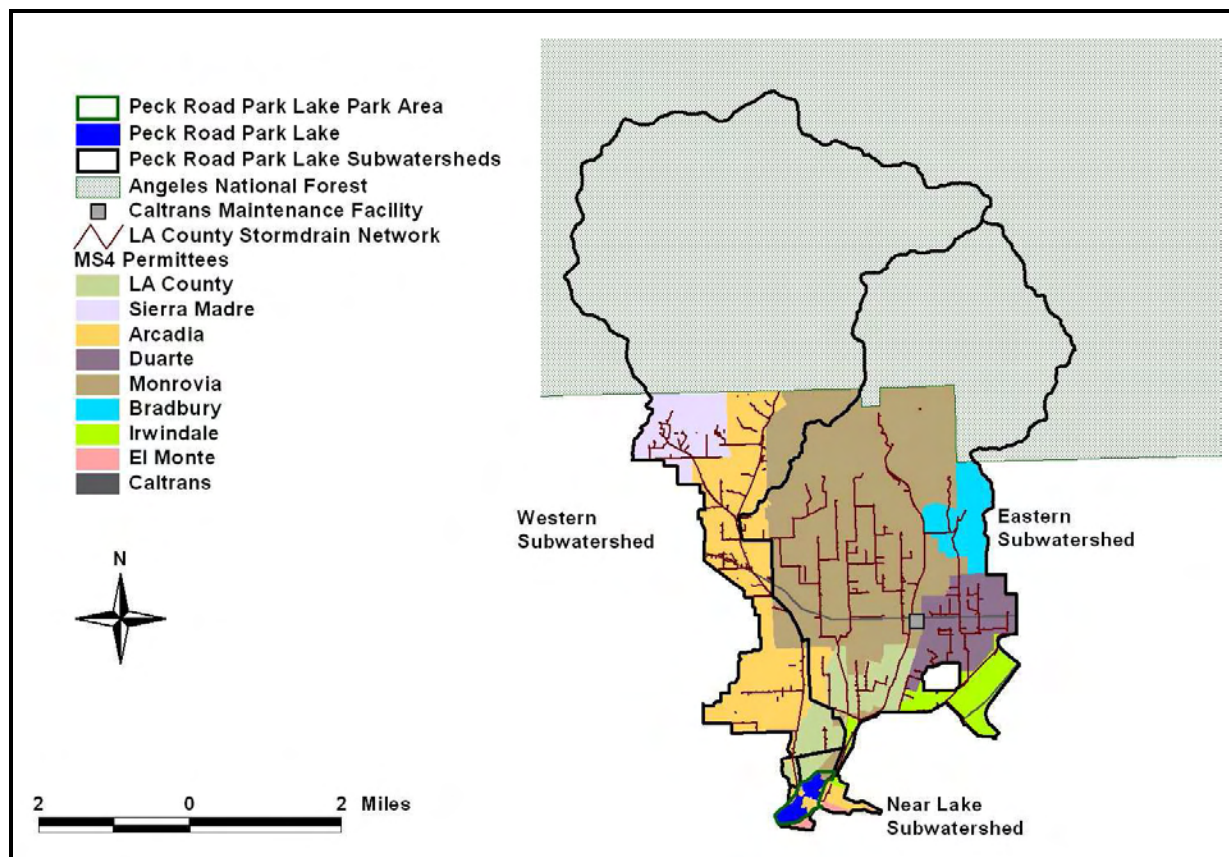 Peck Road Park Lake Park Area
Peck Road Park Lake
Peck Road Park Lake Subwatersheds
Angeles National Forest
Caltrans Maintenance Facility
LA County Stormdrain Network
MS4 Permittees
LA County
Sierra Madre
Arcadia
Duarte
Monrovia
Bradbury
Irwindale
El Monte
Caltrans
Western
Subwatershed
Eastern
Subwatershed
N
2 0 2 Miles
Near Lake
Subwatershed